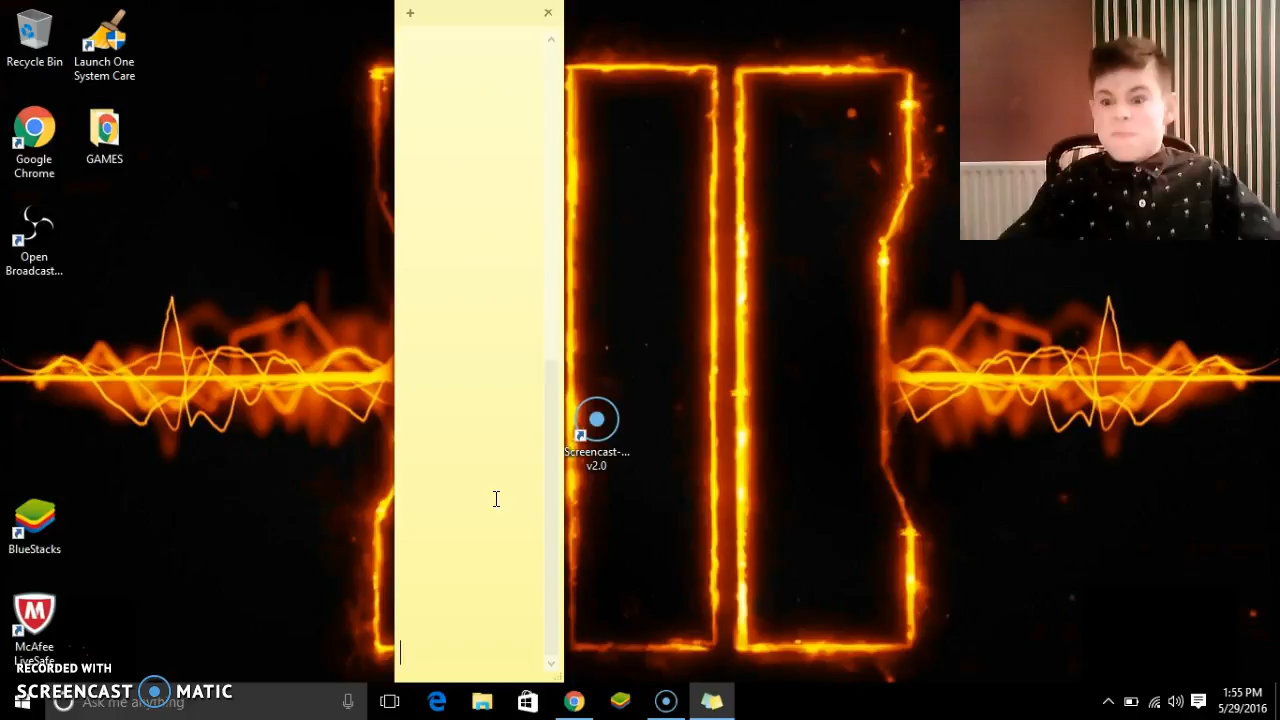 Recycle Bin
Launch One
System Care
Google
Chrome
GAMES
Open
Broadcast...
Screencast-...
v2.0
BlueStacks
McAfee
LiveSafe
RECORDED WITH
SCREENCAST MATIC
Ask me anything
1:55 PM
5/29/2016